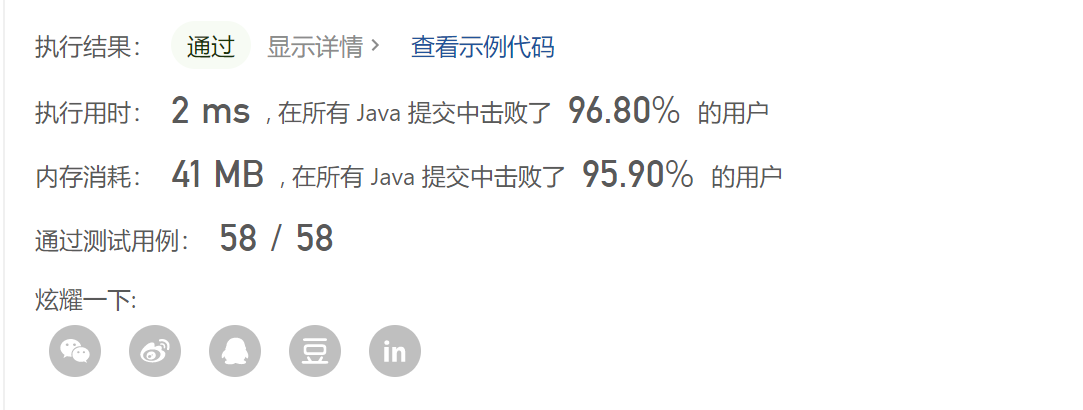 执行结果： 通过 显示详情 > 查看示例代码
执行用时： 2 ms , 在所有 Java 提交中击败了 96.80% 的用户
内存消耗： 41 MB , 在所有 Java 提交中击败了 95.90% 的用户
通过测试用例： 58 / 58
炫耀一下:
豆 in